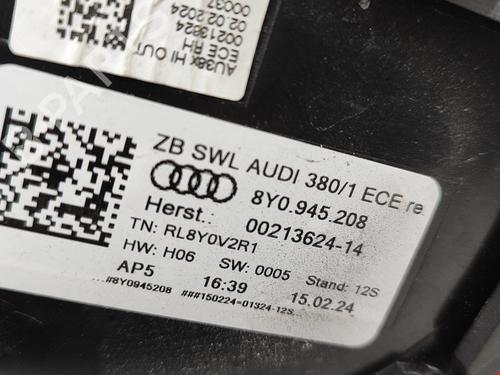 AU38X HI OUT
ECE RH
00213824
02.02.2024
ZB SWL AUDI 380/1 ECE re
8Y0.945.208
Herst.: 00213624-14
TN: RL8Y0V2R1
HW: H06 SW: 0005 Stand: 12S
AP5 16:39 15.02.24
..#8Y0945208 ###150224=01324-12S..